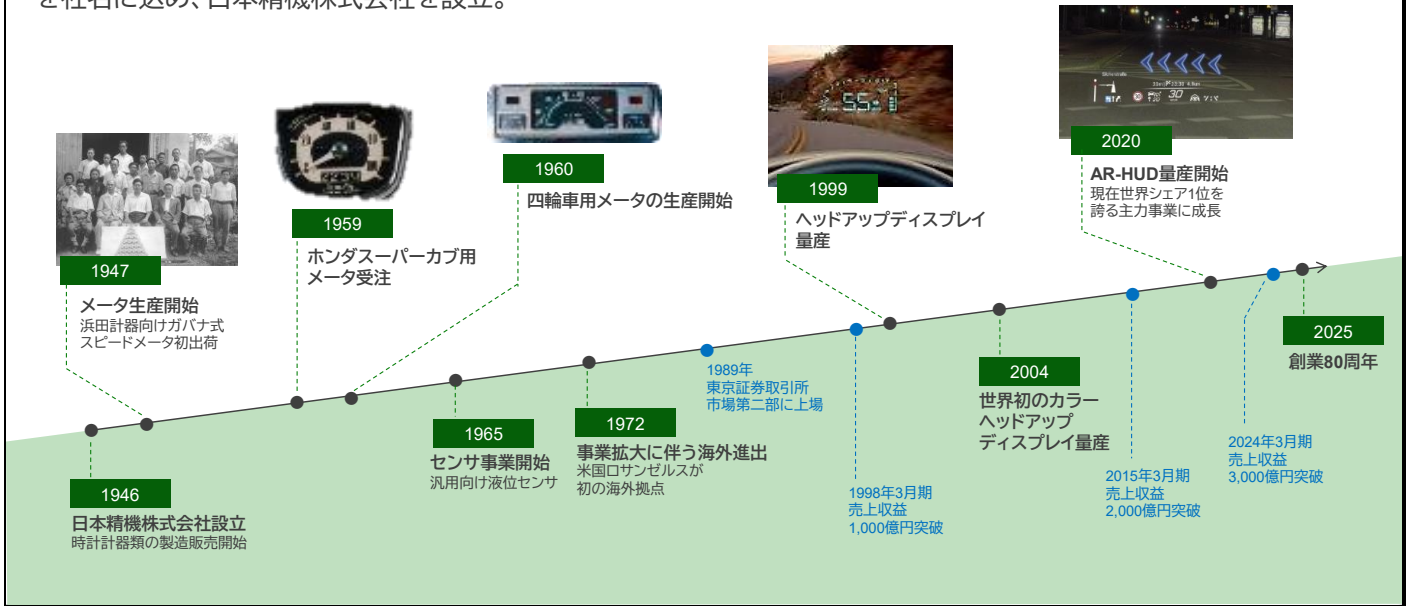 を社名に込め、日本精機株式会社を設立。
1946
日本精機株式会社設立
時計計器類の製造販売開始
1947
メータ生産開始
浜田計器向けガバナ式
スピードメータ初出荷
1959
ホンダスーパーカブ用
メータ受注
1960
四輪車用メータの生産開始
1965
センサ事業開始
汎用向け液位センサ
1972
事業拡大に伴う海外進出
米国ロサンゼルスが
初の海外拠点
1989年
東京証券取引所
市場第二部に上場
1998年3月期
売上収益
1,000億円突破
1999
ヘッドアップディスプレイ
量産
55
2004
世界初のカラー
ヘッドアップ
ディスプレイ量産
2015年3月期
売上収益
2,000億円突破
2020
AR-HUD量産開始
現在世界シェア1位を
誇る主力事業に成長
30
2024年3月期
売上収益
3,000億円突破
2025
創業80周年